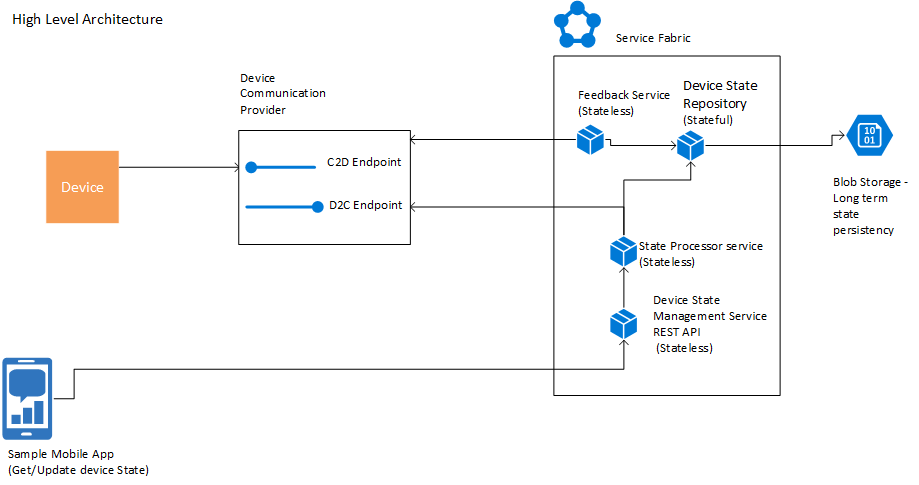 High Level Architecture
Service Fabric
Device
Communication
Provider
Feedback Service
(Stateless)
Device State
Repository
(Stateful)
10
01
C2D Endpoint
D2C Endpoint
Device
Blob Storage -
Long term
state
persistency
State Processor service
(Stateless)
Device State
Management Service
REST API
(Stateless)
Sample Mobile App
(Get/Update device State)